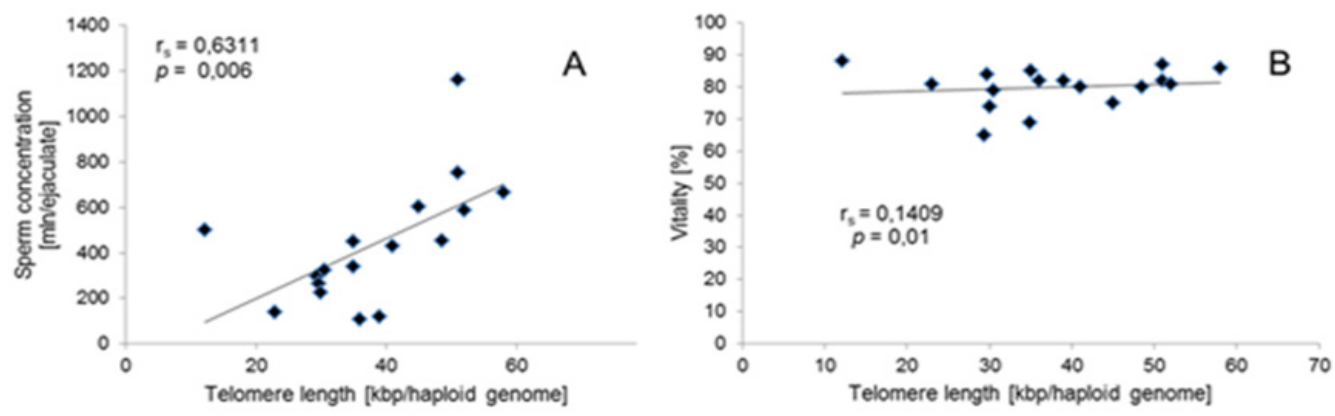 1400
1200
1000
800
600
400
200
0
Sperm concentration
[mln/ejaculate]
rs = 0,6311
p = 0,006
A
0 20 40 60
Telomere length [kbp/haploid genome]
100
90
80
70
60
50
40
30
20
10
0
Vitality [%]
B
rs = 0,1409
p = 0,01
0 10 20 30 40 50 60 70
Telomere length [kbp/haploid genome]